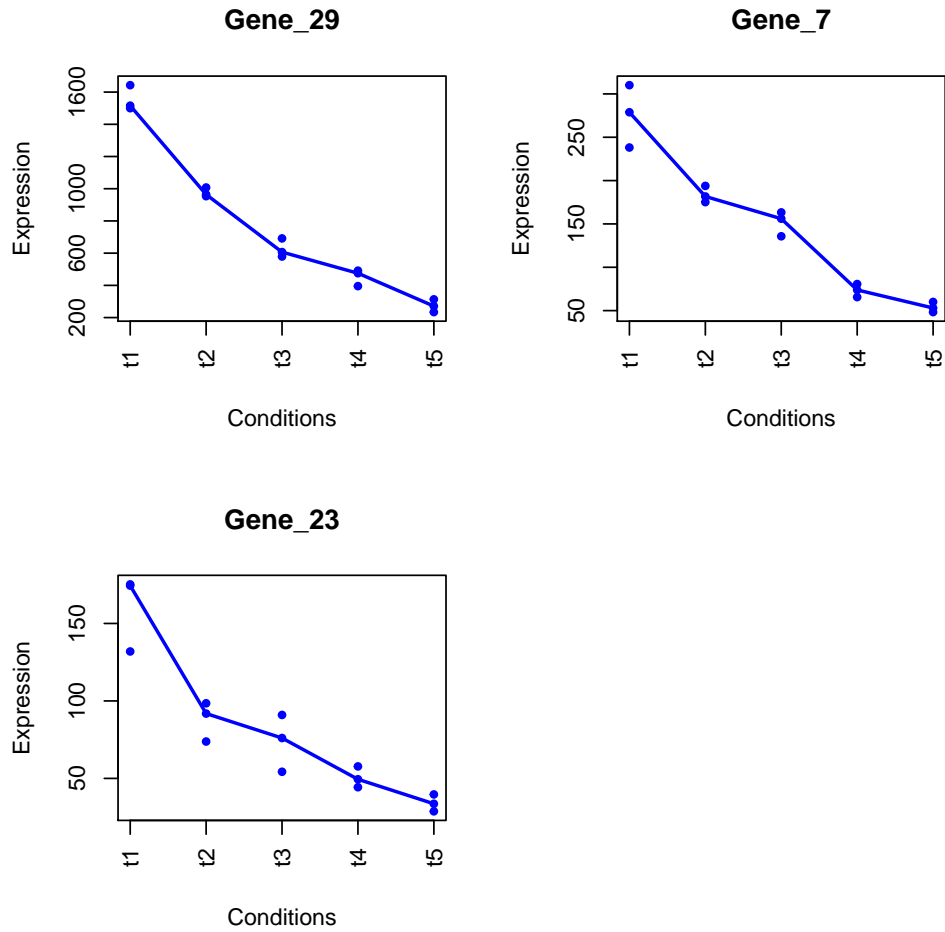 Gene_29
Expression
200 600 1000 1600
t1 t2 t3 t4 t5
Conditions
Gene_7
Expression
50 150 250
t1 t2 t3 t4 t5
Conditions
Gene_23
Expression
50 100 150
t1 t2 t3 t4 t5
Conditions